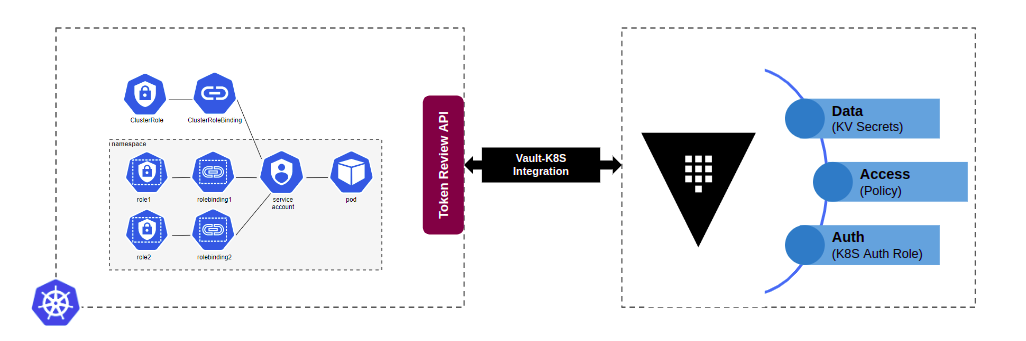 ClusterRole
ClusterRoleBinding
namespace
role1
rolebinding1
service
account
pod
role2
rolebinding2
Token Review API
Vault-K8S
Integration
Data
(KV Secrets)
Access
(Policy)
Auth
(K8S Auth Role)